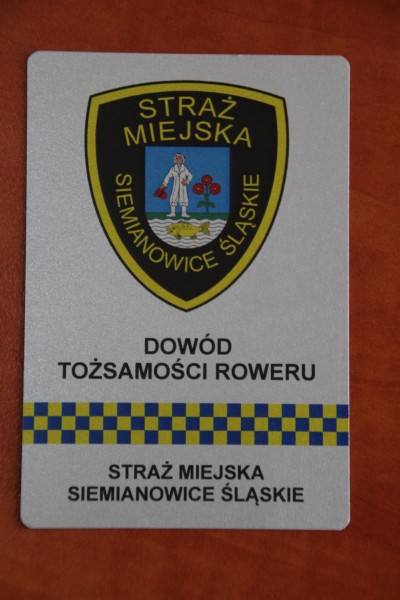 STRAŻ
MIEJSKA
SIEMIANOWICE ŚLĄSKIE
DOWÓD
TOŻSAMOŚCI ROWERU
STRAŻ MIEJSKA
SIEMIANOWICE ŚLĄSKIE